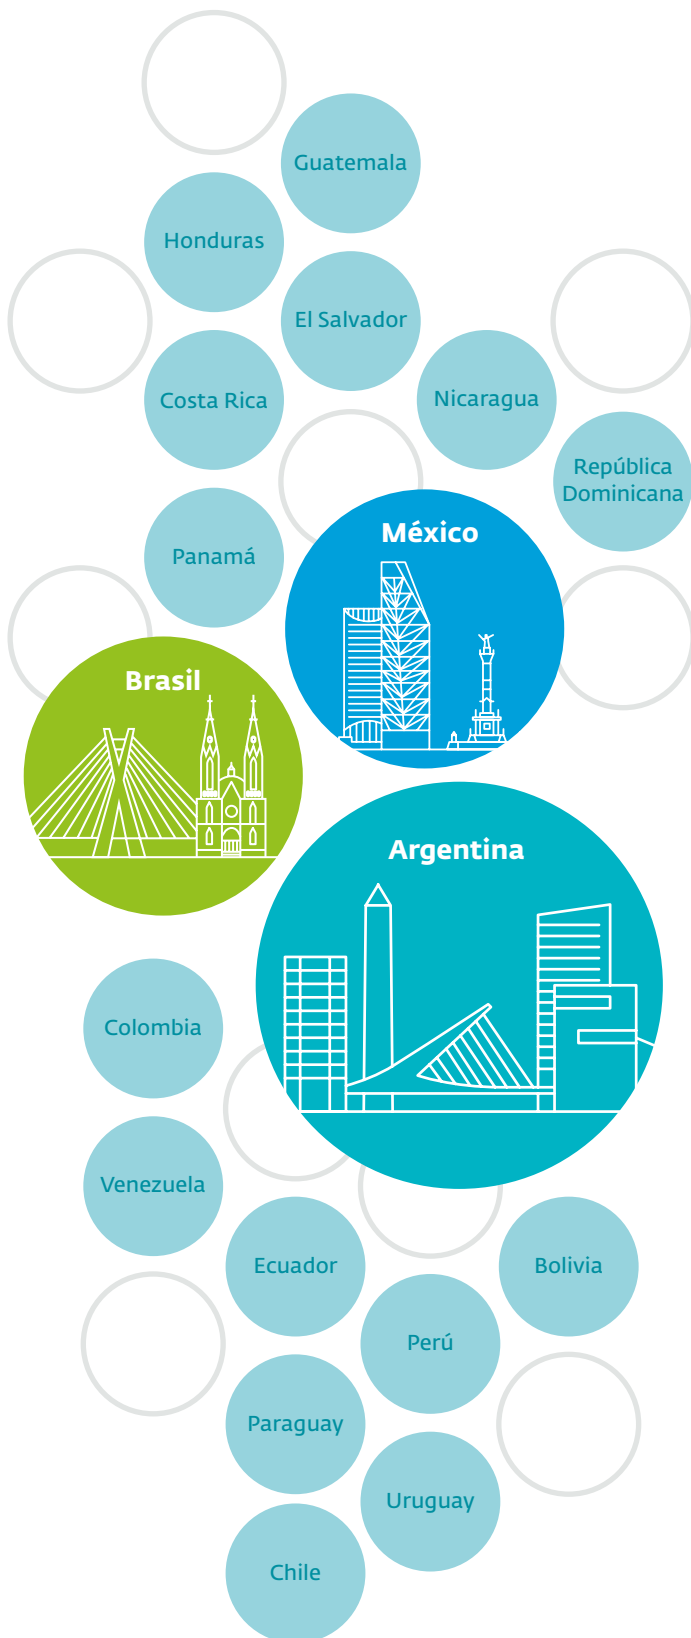 Guatemala
Honduras
El Salvador
Costa Rica
Nicaragua
República
Dominicana
México
Panamá
Brasil
Argentina
Colombia
Venezuela
Ecuador
Bolivia
Perú
Paraguay
Uruguay
Chile